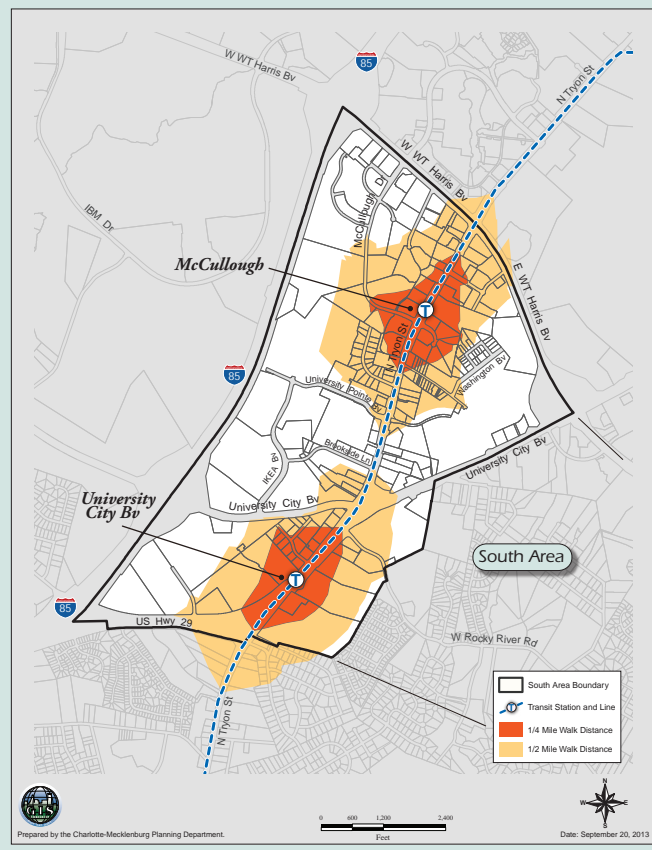 85
W WT Harris Bv
N Tryon St
W WT Harris Bv
McCullough Dr
IBM Dr
McCullough
E WT Harris Bv
T
N Tryon St
85
University Pointe Bv
Washington Bv
Brookside Ln
IKEA Bv
University City Bv
University City Bv
University
City Bv
South Area
T
85
US Hwy 29
W Rocky River Rd
N Tryon St
South Area Boundary
T
Transit Station and Line
1/4 Mile Walk Distance
1/2 Mile Walk Distance
GIS
N
W E
S
0 600 1,200 2,400
Feet
Prepared by the Charlotte-Mecklenburg Planning Department.
Date: September 20, 2013